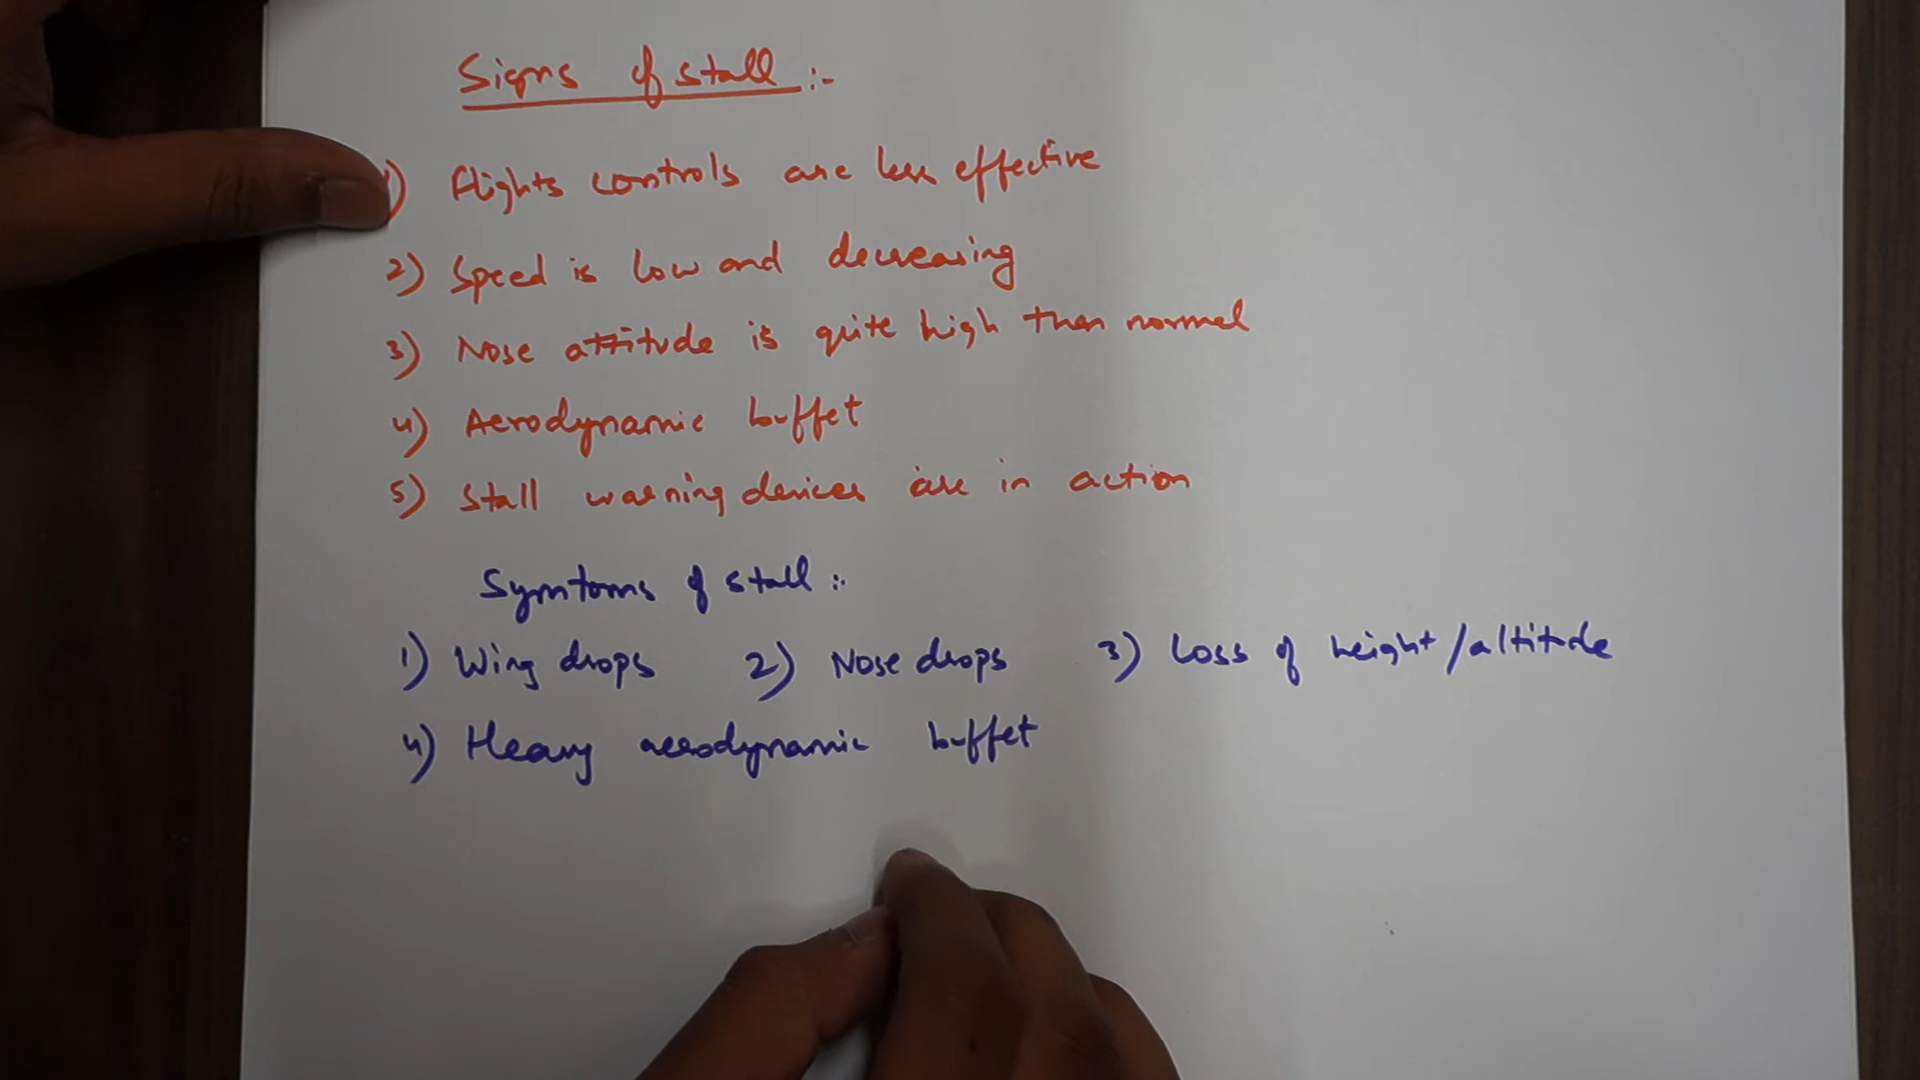 Signs of stall :-
1) Flights controls are less effective
2) Speed is low and decreasing
3) Nose attitude is quite high than normal
4) Aerodynamic buffet
5) Stall warning devices are in action
Symtoms of stall :-
1) Wing drops 2) Nose drops 3) Loss of height/altitude
4) Heavy aerodynamic buffet